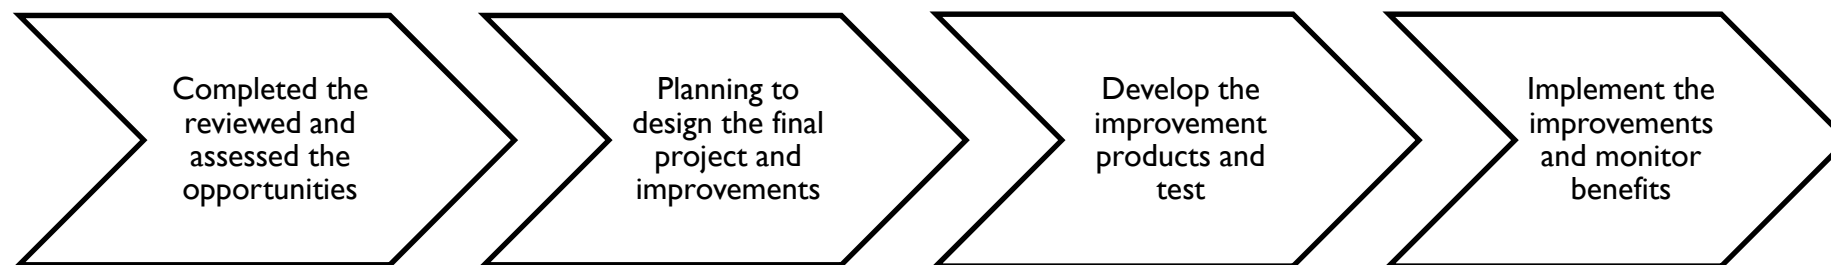 Completed the
reviewed and
assessed the
opportunities
Planning to
design the final
project and
improvements
Develop the
improvement
products and
test
Implement the
improvements
and monitor
benefits